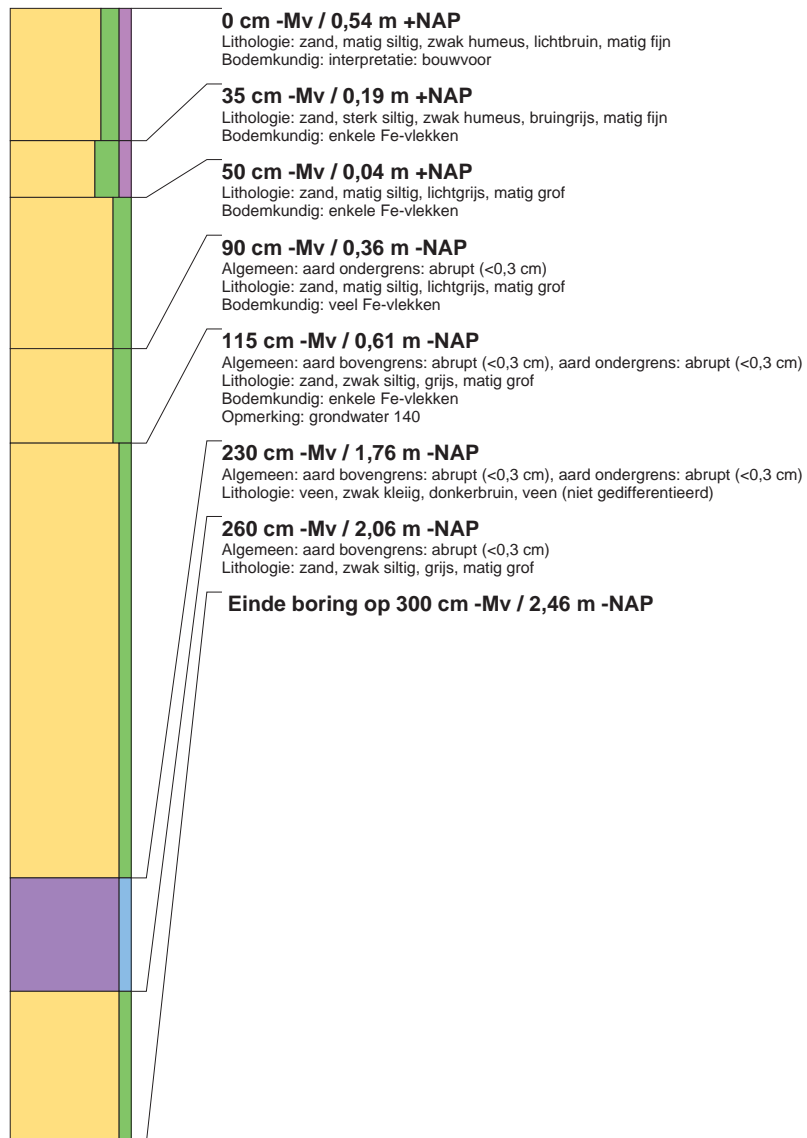 0 cm -Mv / 0,54 m +NAP
Lithologie: zand, matig siltig, zwak humeus, lichtbruin, matig fijn
Bodemkundig: interpretatie: bouwvoor
35 cm -Mv / 0,19 m +NAP
Lithologie: zand, sterk siltig, zwak humeus, bruingrijs, matig fijn
Bodemkundig: enkele Fe-vlekken
50 cm -Mv / 0,04 m +NAP
Lithologie: zand, matig siltig, lichtgrijs, matig grof
Bodemkundig: enkele Fe-vlekken
90 cm -Mv / 0,36 m -NAP
Algemeen: aard ondergrens: abrupt (<0,3 cm)
Lithologie: zand, matig siltig, lichtgrijs, matig grof
Bodemkundig: veel Fe-vlekken
115 cm -Mv / 0,61 m -NAP
Algemeen: aard bovengrens: abrupt (<0,3 cm), aard ondergrens: abrupt (<0,3 cm)
Lithologie: zand, zwak siltig, grijs, matig grof
Bodemkundig: enkele Fe-vlekken
Opmerking: grondwater 140
230 cm -Mv / 1,76 m -NAP
Algemeen: aard bovengrens: abrupt (<0,3 cm), aard ondergrens: abrupt (<0,3 cm)
Lithologie: veen, zwak kleiig, donkerbruin, veen (niet gedifferentieerd)
260 cm -Mv / 2,06 m -NAP
Algemeen: aard bovengrens: abrupt (<0,3 cm)
Lithologie: zand, zwak siltig, grijs, matig grof
Einde boring op 300 cm -Mv / 2,46 m -NAP